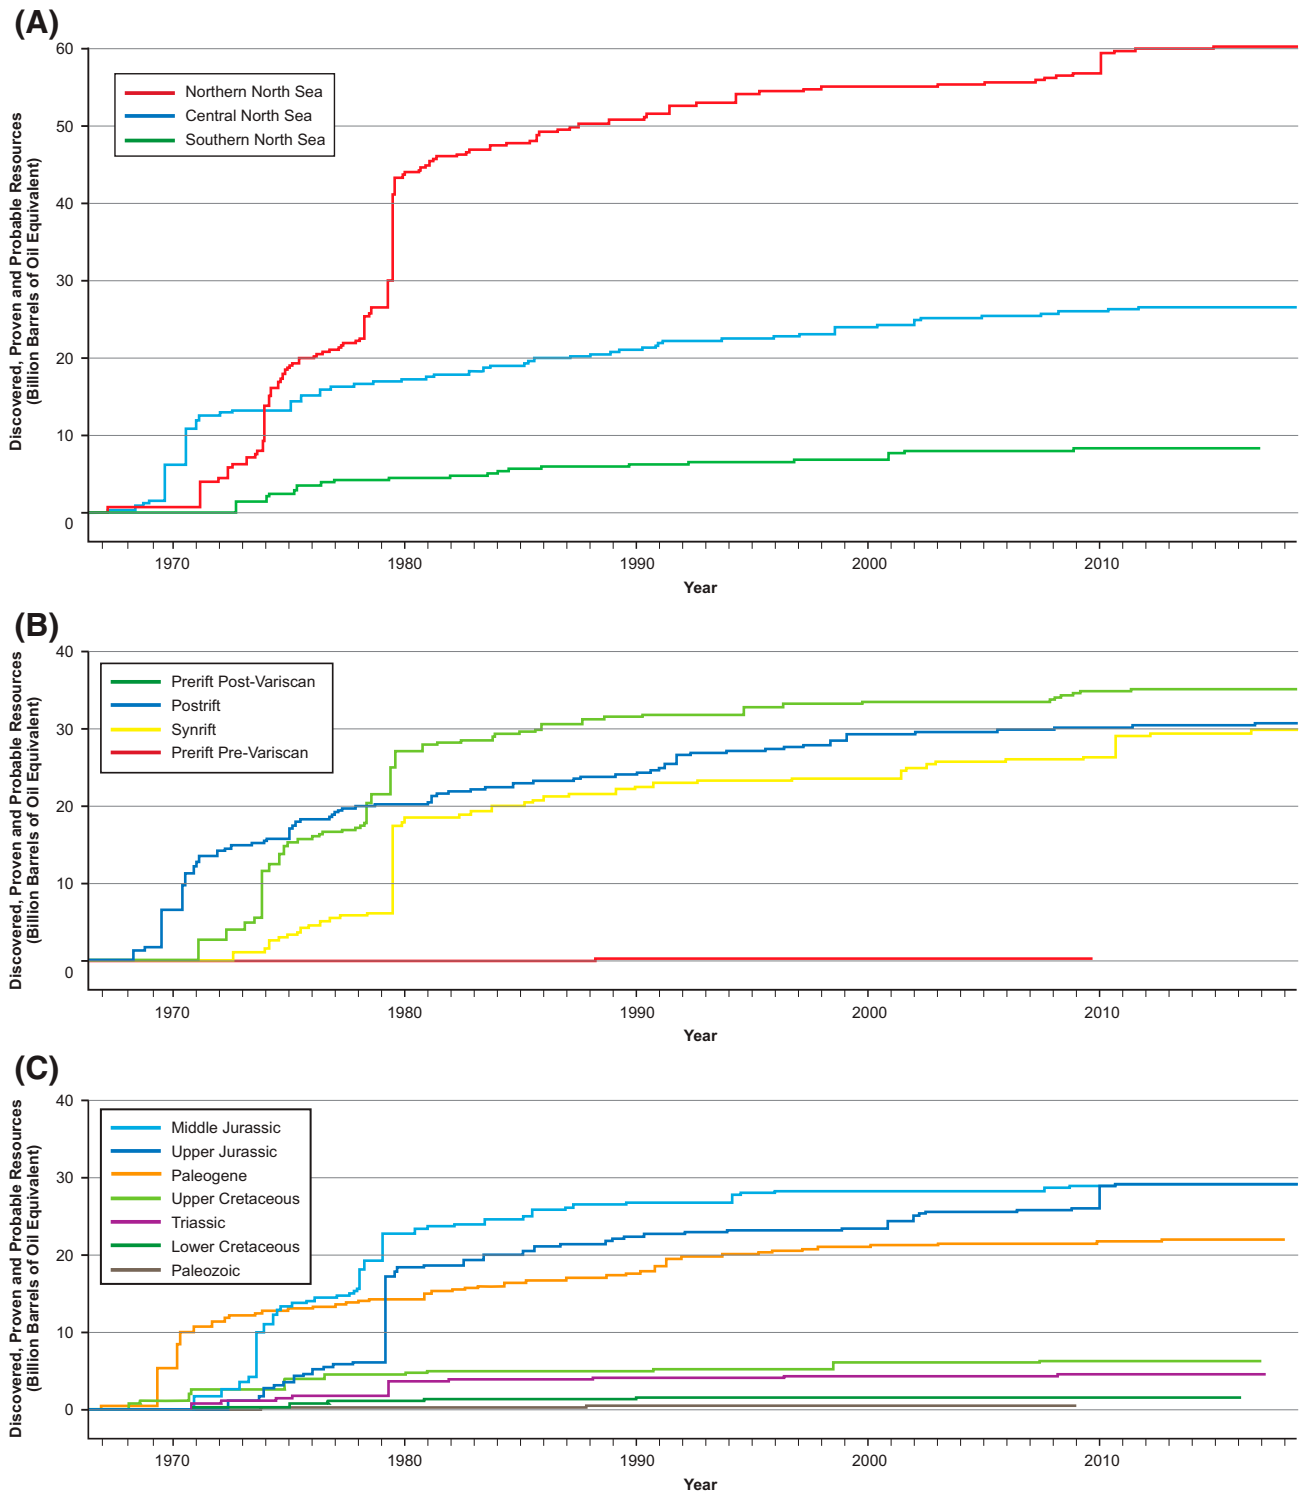 (A)
Discovered, Proven and Probable Resources
(Billion Barrels of Oil Equivalent)
60
50
40
30
20
10
0
Northern North Sea
Central North Sea
Southern North Sea
1970 1980 1990 2000 2010
Year
(B)
Discovered, Proven and Probable Resources
(Billion Barrels of Oil Equivalent)
40
30
20
10
0
Prerift Post-Variscan
Postrift
Synrift
Prerift Pre-Variscan
1970 1980 1990 2000 2010
Year
(C)
Discovered, Proven and Probable Resources
(Billion Barrels of Oil Equivalent)
40
30
20
10
0
Middle Jurassic
Upper Jurassic
Paleogene
Upper Cretaceous
Triassic
Lower Cretaceous
Paleozoic
1970 1980 1990 2000 2010
Year